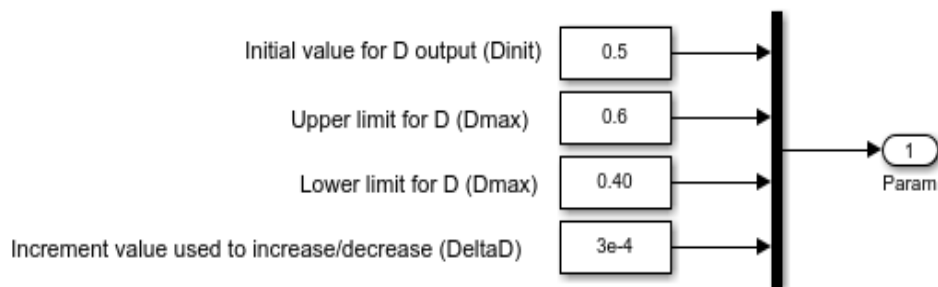 Initial value for D output (Dinit) 0.5
Upper limit for D (Dmax) 0.6
1
Lower limit for D (Dmax) 0.40
Param
Increment value used to increase/decrease (DeltaD) 3e-4